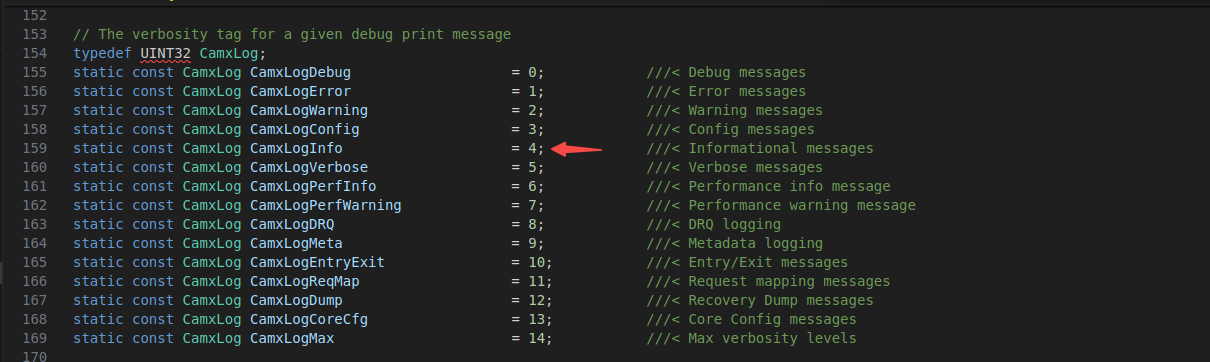 152
153 // The verbosity tag for a given debug print message
154 typedef UINT32 CamxLog;
155 static const CamxLog CamxLogDebug = 0; ///< Debug messages
156 static const CamxLog CamxLogError = 1; ///< Error messages
157 static const CamxLog CamxLogWarning = 2; ///< Warning messages
158 static const CamxLog CamxLogConfig = 3; ///< Config messages
159 static const CamxLog CamxLogInfo = 4; ///< Informational messages
160 static const CamxLog CamxLogVerbose = 5; ///< Verbose messages
161 static const CamxLog CamxLogPerfInfo = 6; ///< Performance info message
162 static const CamxLog CamxLogPerfWarning = 7; ///< Performance warning message
163 static const CamxLog CamxLogDRQ = 8; ///< DRQ logging
164 static const CamxLog CamxLogMeta = 9; ///< Metadata logging
165 static const CamxLog CamxLogEntryExit = 10; ///< Entry/Exit messages
166 static const CamxLog CamxLogReqMap = 11; ///< Request mapping messages
167 static const CamxLog CamxLogDump = 12; ///< Recovery Dump messages
168 static const CamxLog CamxLogCoreCfg = 13; ///< Core Config messages
169 static const CamxLog CamxLogMax = 14; ///< Max verbosity levels
170